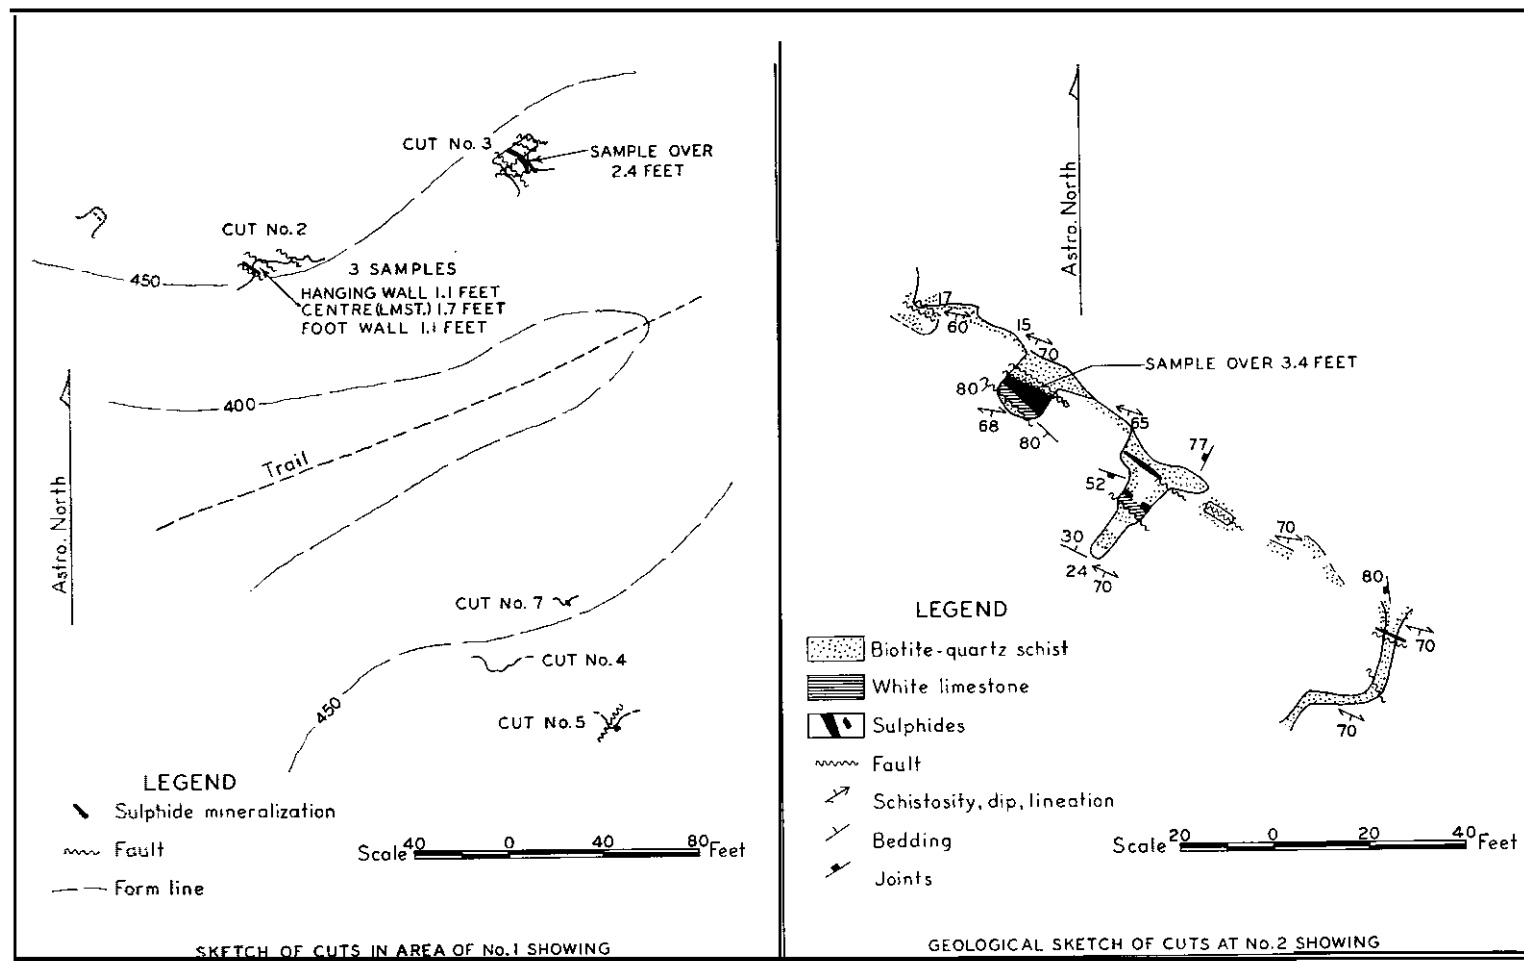 CUT No. 3
SAMPLE OVER
2.4 FEET
CUT No. 2
3 SAMPLES
HANGING WALL 1.1 FEET
CENTRE (LMST.) 1.7 FEET
FOOT WALL 1.1 FEET
450
400
Trail
Astro. North
CUT No. 7
CUT No. 4
450
CUT No. 5
LEGEND
Sulphide mineralization
Fault
Form line
Scale 40 0 40 80 Feet
SKETCH OF CUTS IN AREA OF No. 1 SHOWING
Astro. North
17
60
15
70
SAMPLE OVER 3.4 FEET
80
68
80
65
77
52
30
24
70
70
80
70
70
LEGEND
Biotite-quartz schist
White limestone
Sulphides
Fault
Schistosity, dip, lineation
Bedding
Joints
Scale 20 0 20 40 Feet
GEOLOGICAL SKETCH OF CUTS AT No. 2 SHOWING